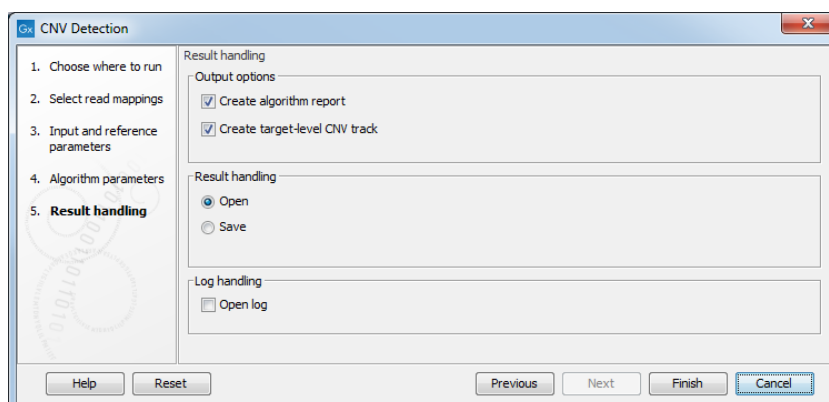 Gx CNV Detection
1. Choose where to run
2. Select read mappings
3. Input and reference
parameters
4. Algorithm parameters
5. Result handling
Result handling
Output options
Create algorithm report
Create target-level CNV track
Result handling
Open
Save
Log handling
Open log
Help
Reset
Previous
Next
Finish
Cancel